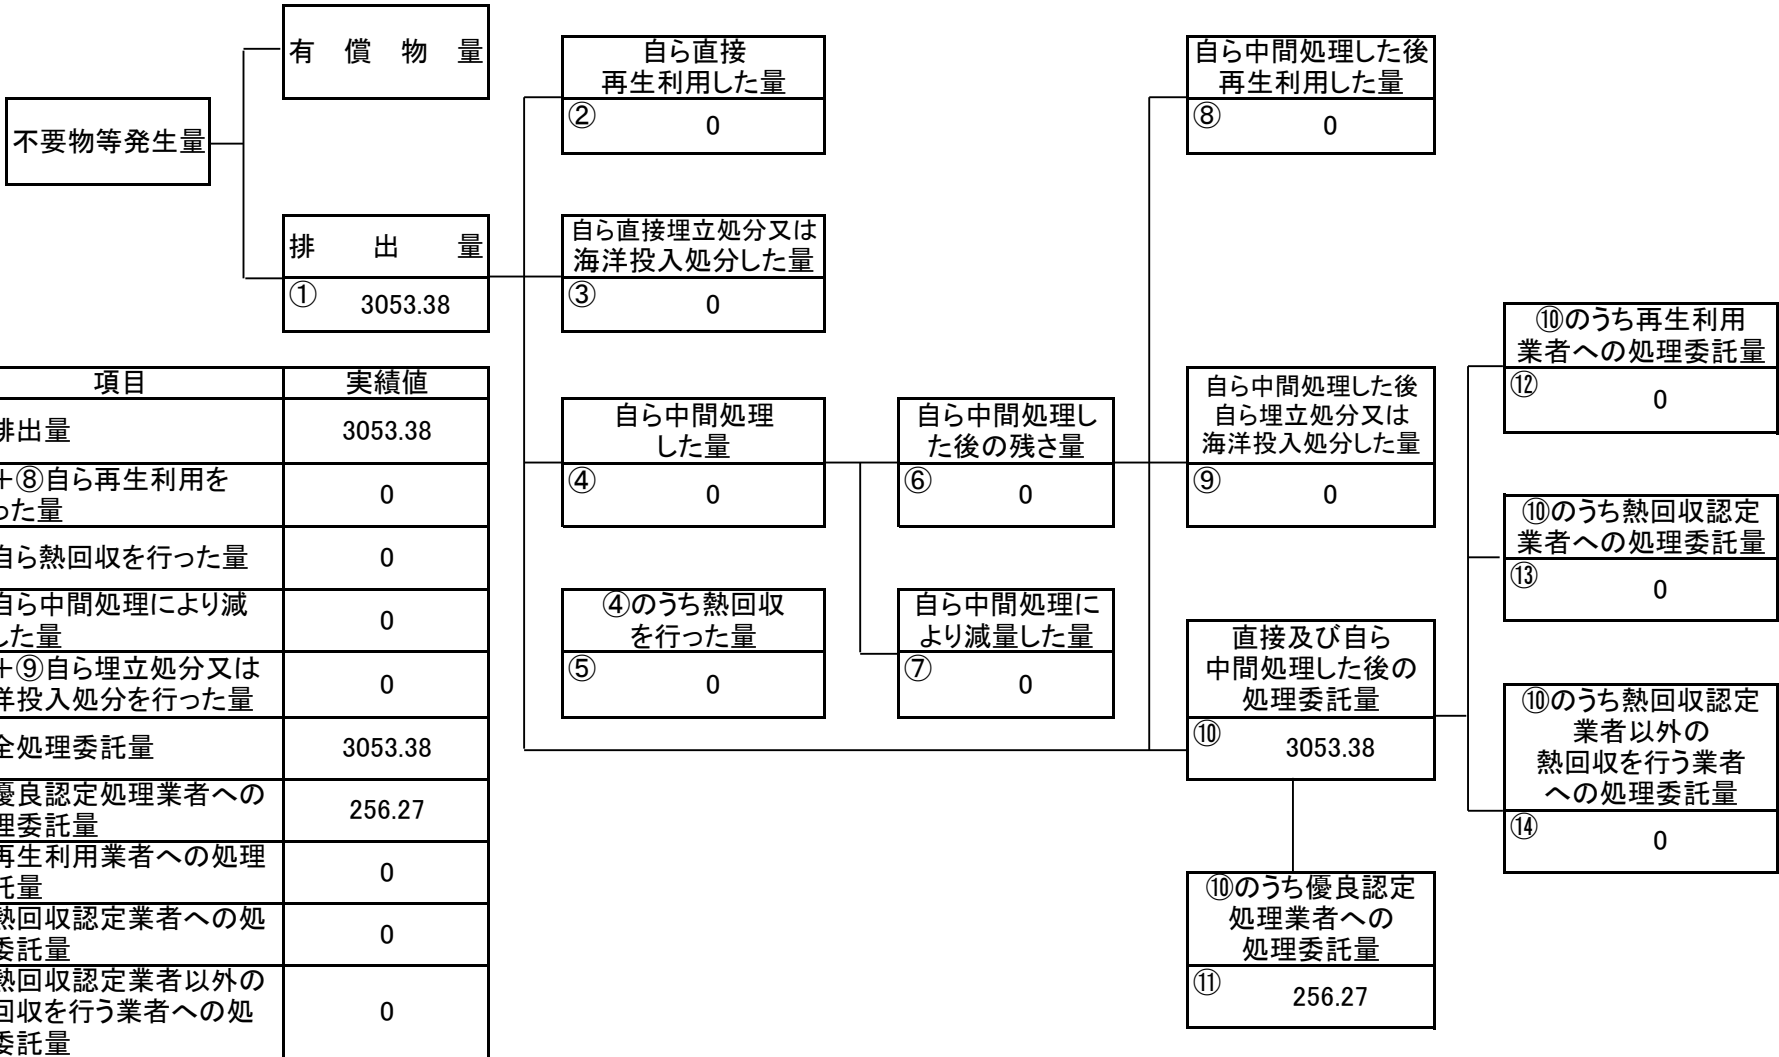 有償物量
不要物等発生量
排出量
①
3053.38
自ら直接
再生利用した量
②
0
自ら直接埋立処分又は
海洋投入処分した量
③
0
自ら中間処理
した量
④
0
④のうち熱回収
を行った量
⑤
0
自ら中間処理し
た後の残さ量
⑥
0
自ら中間処理に
より減量した量
⑦
0
自ら中間処理した後
再生利用した量
⑧
0
自ら中間処理した後
自ら埋立処分又は
海洋投入処分した量
⑨
0
直接及び自ら
中間処理した後の
処理委託量
⑩
3053.38
⑩のうち優良認定
処理業者への
処理委託量
⑪
256.27
⑩のうち再生利用
業者への処理委託量
⑫
0
⑩のうち熱回収認定
業者への処理委託量
⑬
0
⑩のうち熱回収認定
業者以外の
熱回収を行う業者
への処理委託量
⑭
0
項目 実績値
排出量 3053.38
+⑧自ら再生利用を
った量
0
自ら熱回収を行った量 0
自ら中間処理により減
した量
0
+⑨自ら埋立処分又は
洋投入処分を行った量
0
全処理委託量 3053.38
優良認定処理業者への
理委託量
256.27
再生利用業者への処理
託量
0
熱回収認定業者への処
委託量
0
熱回収認定業者以外の
回収を行う業者への処
委託量
0